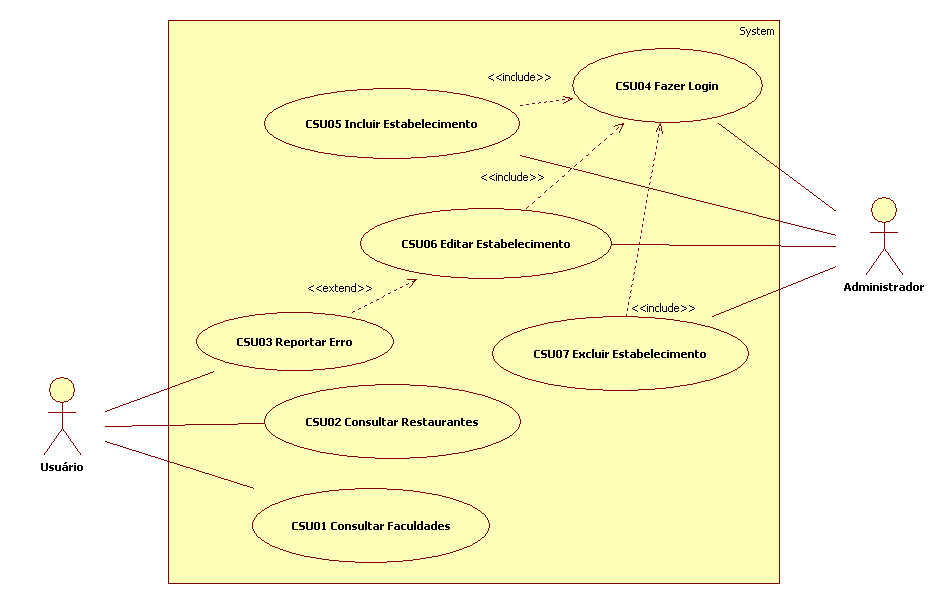 System
<<include>>
CSU04 Fazer Login
CSU05 Incluir Estabelecimento
<<include>>
CSU06 Editar Estabelecimento
Administrador
<<extend>>
<<include>>
CSU03 Reportar Erro
CSU07 Excluir Estabelecimento
CSU02 Consultar Restaurantes
Usuário
CSU01 Consultar Faculdades